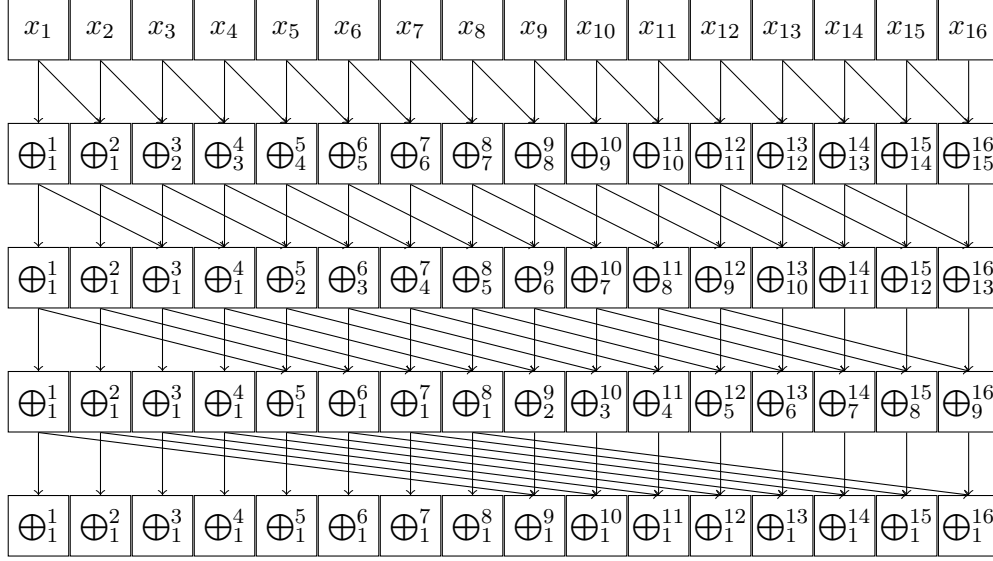 x₁ x₂ x₃ x₄ x₅ x₆ x₇ x₈ x₉ x₁₀ x₁₁ x₁₂ x₁₃ x₁₄ x₁₅ x₁₆
⊕₁¹ ⊕₁² ⊕₂³ ⊕₃⁴ ⊕₄⁵ ⊕₅⁶ ⊕₆⁷ ⊕₇⁸ ⊕₈⁹ ⊕₉¹⁰ ⊕₁₀¹¹ ⊕₁₁¹² ⊕₁₂¹³ ⊕₁₃¹⁴ ⊕₁₄¹⁵ ⊕₁₅¹⁶
⊕₁¹ ⊕₁² ⊕₁³ ⊕₁⁴ ⊕₂⁵ ⊕₃⁶ ⊕₄⁷ ⊕₅⁸ ⊕₆⁹ ⊕₇¹⁰ ⊕₈¹¹ ⊕₉¹² ⊕₁₀¹³ ⊕₁₁¹⁴ ⊕₁₂¹⁵ ⊕₁₃¹⁶
⊕₁¹ ⊕₁² ⊕₁³ ⊕₁⁴ ⊕₁⁵ ⊕₁⁶ ⊕₁⁷ ⊕₁⁸ ⊕₂⁹ ⊕₃¹⁰ ⊕₄¹¹ ⊕₅¹² ⊕₆¹³ ⊕₇¹⁴ ⊕₈¹⁵ ⊕₉¹⁶
⊕₁¹ ⊕₁² ⊕₁³ ⊕₁⁴ ⊕₁⁵ ⊕₁⁶ ⊕₁⁷ ⊕₁⁸ ⊕₁⁹ ⊕₁¹⁰ ⊕₁¹¹ ⊕₁¹² ⊕₁¹³ ⊕₁¹⁴ ⊕₁¹⁵ ⊕₁¹⁶